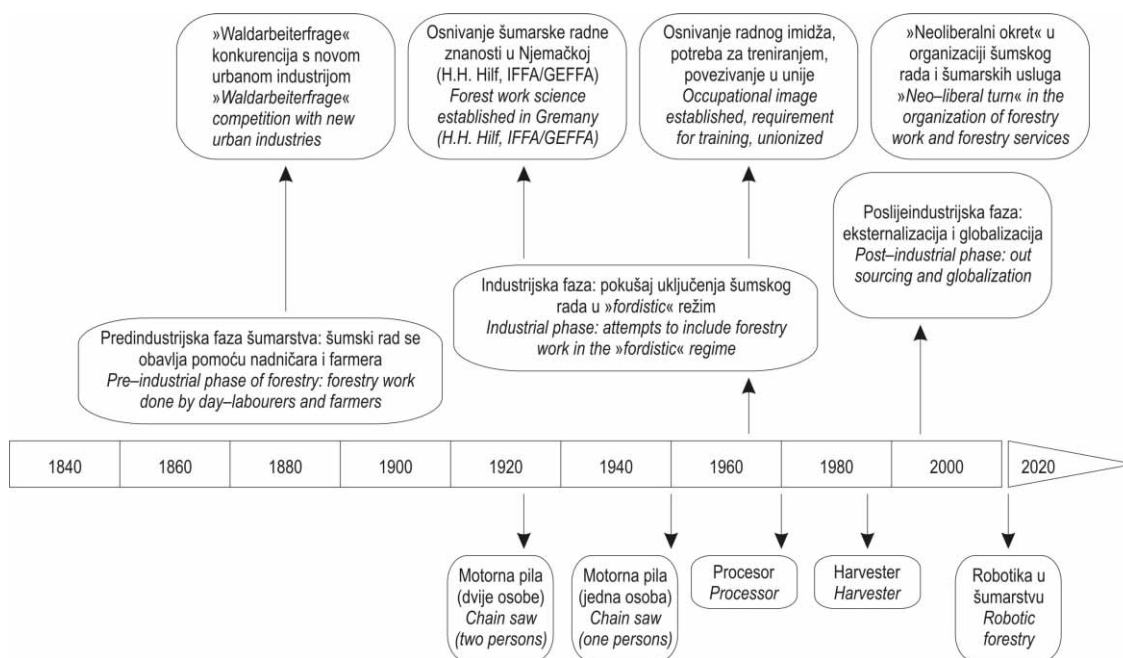 »Waldarbeiterfrage«
konkurencija s novom
urbanom industrijom
»Waldarbeiterfrage«
competition with new
urban industries
Osnivanje šumarske radne
znanosti u Njemačkoj
(H.H. Hilf, IFFA/GEFFA)
Forest work science
established in Gremany
(H.H. Hilf, IFFA/GEFFA)
Osnivanje radnog imidža,
potreba za treniranjem,
povezivanje u unije
Occupational image
established, requirement
for training, unionized
»Neoliberalni okret« u
organizaciji šumskog
rada i šumarskih usluga
»Neo–liberal turn« in the
organization of forestry
work and forestry services
Poslijeindustrijska faza:
eksternalizacija i globalizacija
Post–industrial phase: out
sourcing and globalization
Industrijska faza: pokušaj uključenja šumskog
rada u »fordistic« režim
Industrial phase: attempts to include forestry
work in the »fordistic« regime
Predindustrijska faza šumarstva: šumski rad se
obavlja pomoću nadničara i farmera
Pre–industrial phase of forestry: forestry work
done by day–labourers and farmers
1840 1860 1880 1900 1920 1940 1960 1980 2000 2020
Motorna pila
(dvije osobe)
Chain saw
(two persons)
Motorna pila
(jedna osoba)
Chain saw
(one persons)
Procesor
Processor
Harvester
Harvester
Robotika u
šumarstvu
Robotic
forestry